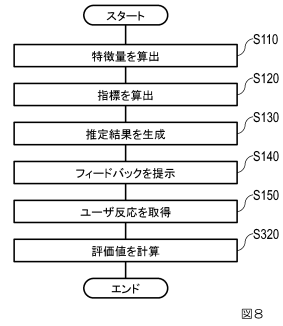 スタート
S110
特徴量を算出
S120
指標を算出
S130
推定結果を生成
S140
フィードバックを提示
S150
ユーザ反応を取得
S320
評価値を計算
エンド
図8